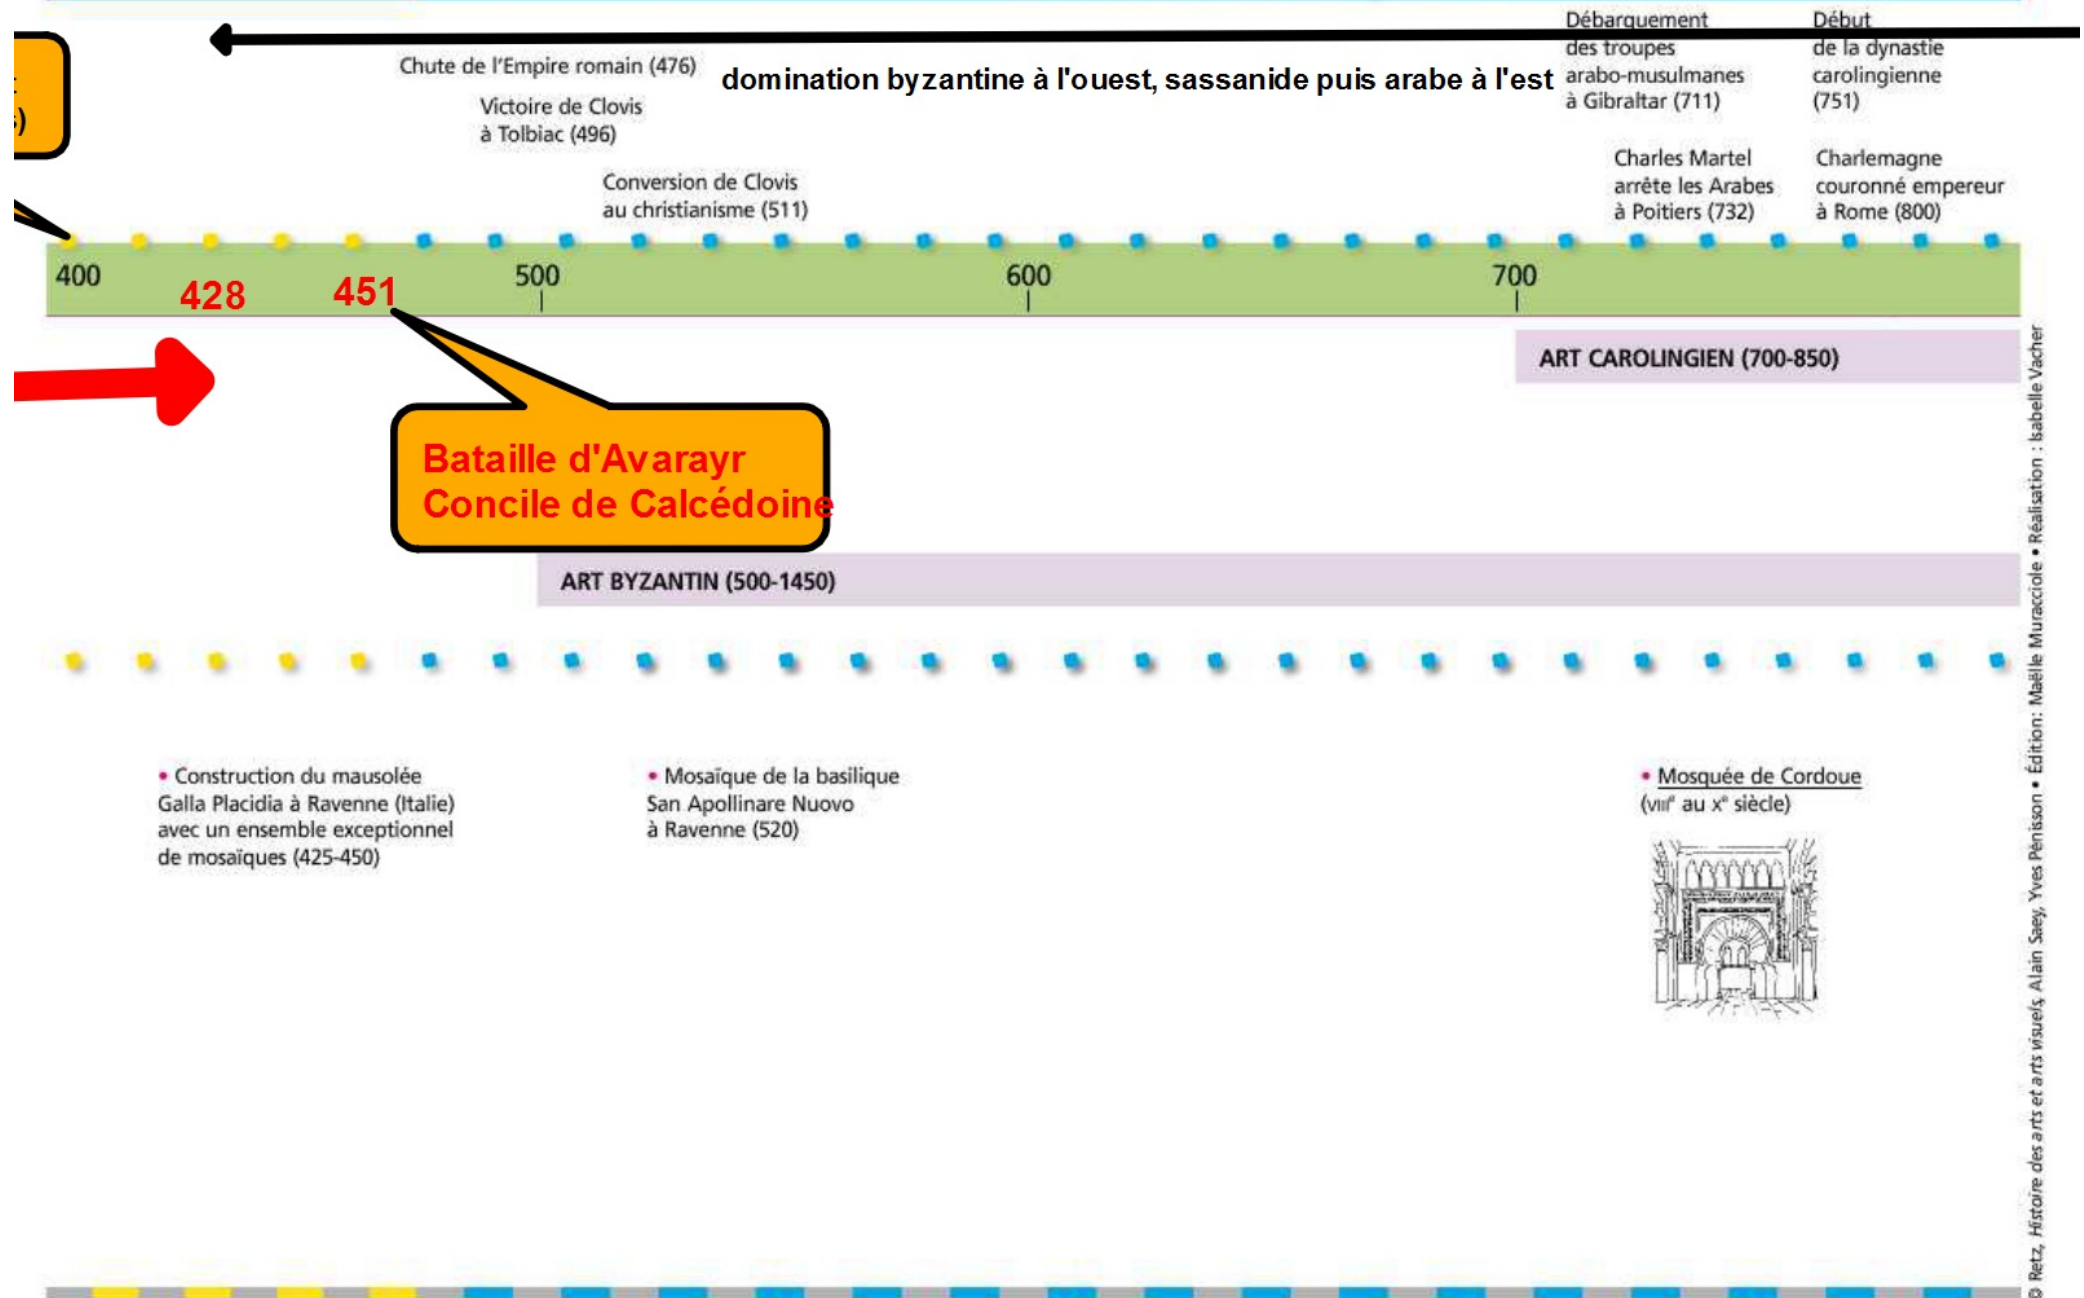 Débarquement
des troupes
arabo-musulmanes
à Gibraltar (711)
Début
de la dynastie
carolingienne
(751)
Chute de l'Empire romain (476)
domination byzantine à l'ouest, sassanide puis arabe à l'est
Victoire de Clovis
à Tolbiac (496)
Conversion de Clovis
au christianisme (511)
Charles Martel
arrête les Arabes
à Poitiers (732)
Charlemagne
couronné empereur
à Rome (800)
400
428
451
500
600
700
ART CAROLINGIEN (700-850)
Bataille d'Avarayr
Concile de Calcédoine
ART BYZANTIN (500-1450)
• Construction du mausolée
Galla Placidia à Ravenne (Italie)
avec un ensemble exceptionnel
de mosaïques (425-450)
• Mosaïque de la basilique
San Apollinare Nuovo
à Ravenne (520)
• Mosquée de Cordoue
(VIIIe au Xe siècle)
© Retz, Histoire des arts et arts visuels, Alain Saey, Yves Pénisson • Édition: Maëlle Muracciole • Réalisation : Isabelle Vacher